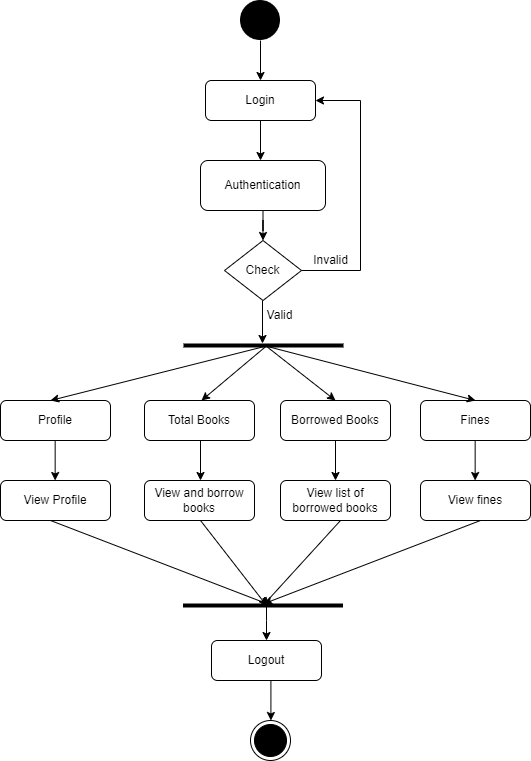 Login
Authentication
Check
Invalid
Valid
Profile
Total Books
Borrowed Books
Fines
View Profile
View and borrow
books
View list of
borrowed books
View fines
Logout